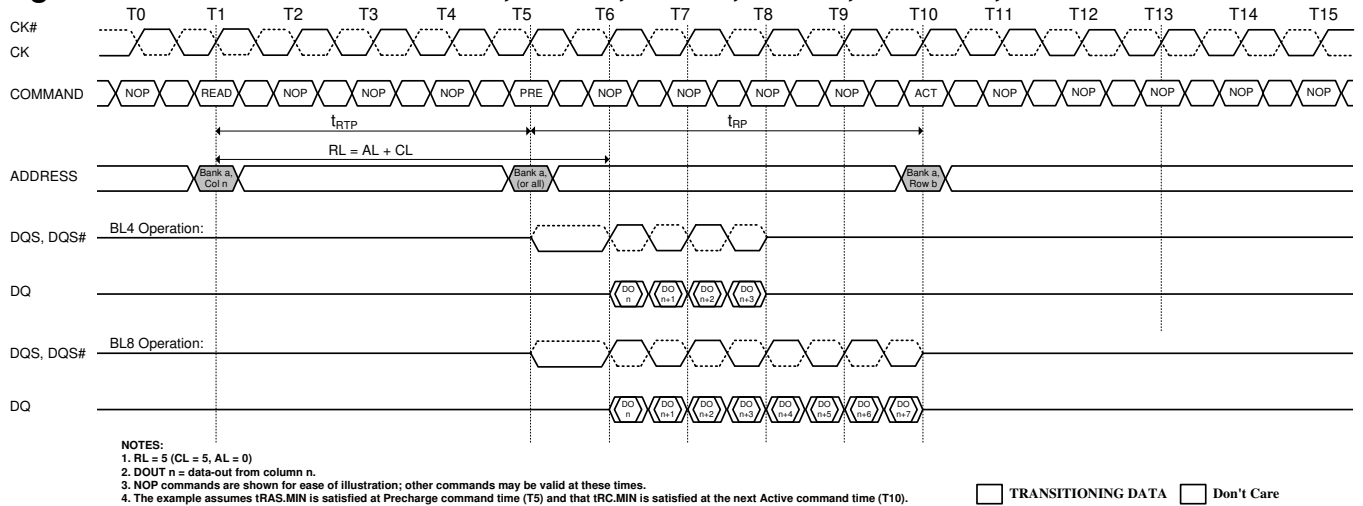 T0 T1 T2 T3 T4 T5 T6 T7 T8 T9 T10 T11 T12 T13 T14 T15
CK#
CK
COMMAND NOP READ NOP NOP NOP PRE NOP NOP NOP NOP ACT NOP NOP NOP NOP NOP
tRTP tRP
RL = AL + CL
ADDRESS
Bank a, Col n
Bank a, (or all)
Bank a, Row b
BL4 Operation:
DQS, DQS#
DQ
DO n DO n+1 DO n+2 DO n+3
BL8 Operation:
DQS, DQS#
DQ
DO n DO n+1 DO n+2 DO n+3 DO n+4 DO n+5 DO n+6 DO n+7
NOTES:
1. RL = 5 (CL = 5, AL = 0)
2. DOUT n = data-out from column n.
3. NOP commands are shown for ease of illustration; other commands may be valid at these times.
4. The example assumes tRAS.MIN is satisfied at Precharge command time (T5) and that tRC.MIN is satisfied at the next Active command time (T10).
TRANSITIONING DATA Don't Care